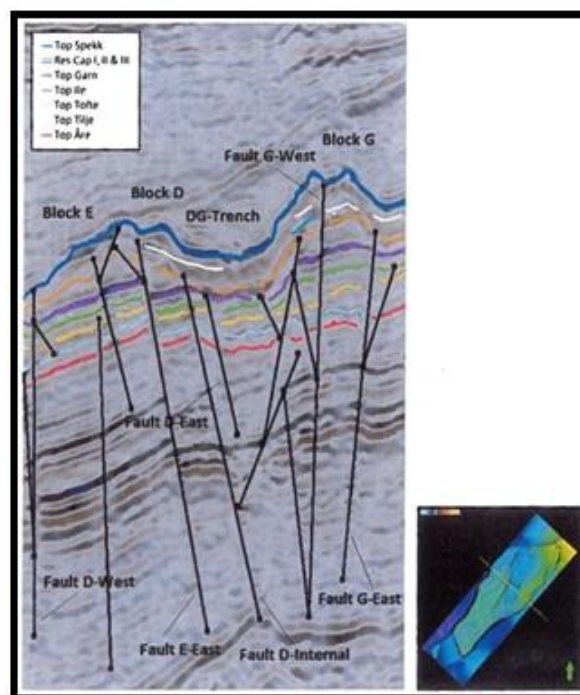 Top Spekk
Res Cap I, II & III
Top Garn
Top Ile
Top Tofte
Top Tilje
Top Åre
Block G
Fault G-West
Block D
Block E
DG-Trench
Fault D-East
Fault D-West
Fault G-East
Fault E-East
Fault D-Internal